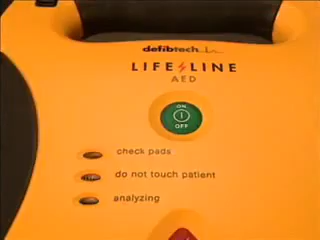 defibtech
LIFE LINE
AED
ON
OFF
check pads
do not touch patient
analyzing